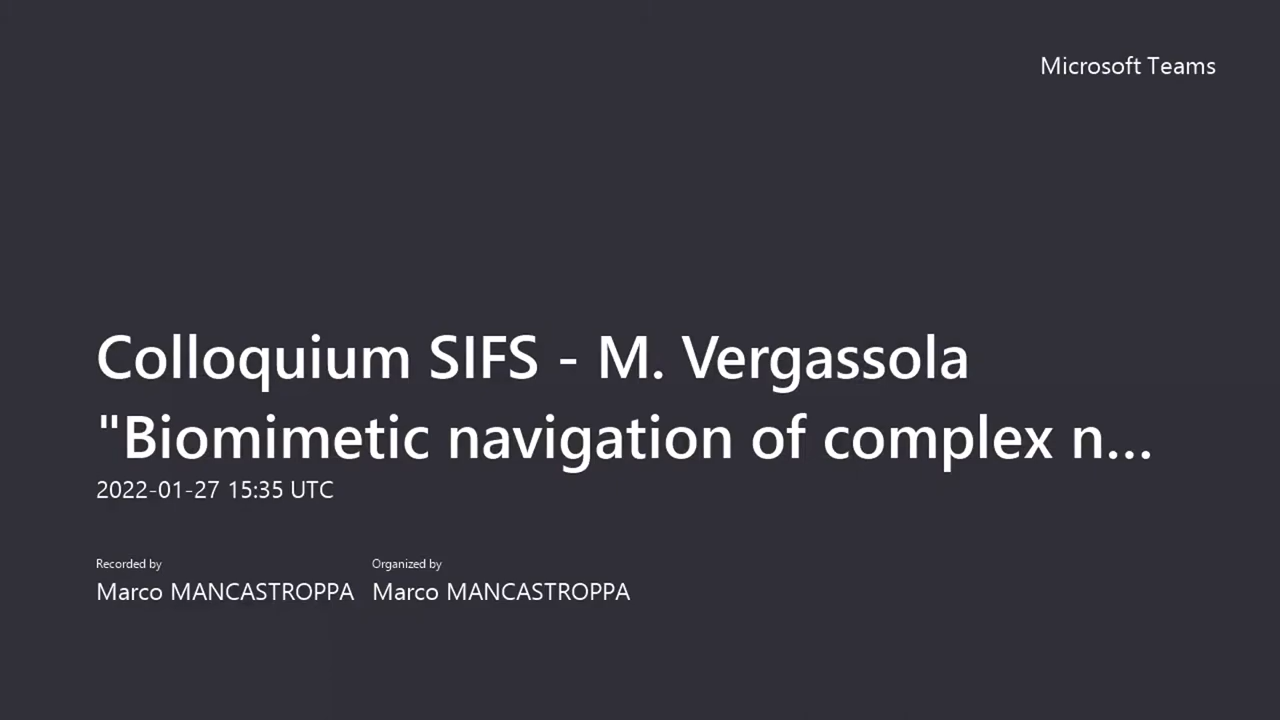 Microsoft Teams
Colloquium SIFS - M. Vergassola
"Biomimetic navigation of complex n...
2022-01-27 15:35 UTC
Recorded by Organized by
Marco MANCASTROPPA Marco MANCASTROPPA